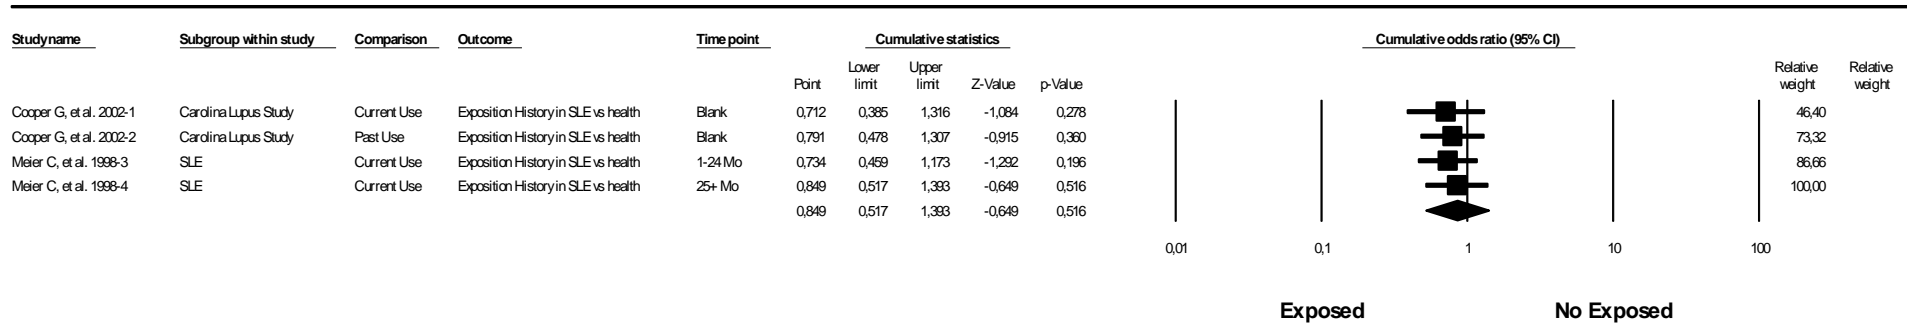 Studyname Subgroup within study Comparison Outcome Time point Cumulative statistics Cumulative odds ratio (95% CI)
Point Lower limit Upper limit Z-Value p-Value Relative weight Relative weight
Cooper G, et al. 2002-1 Carolina Lupus Study Current Use Exposition History in SLE vs health Blank 0,712 0,385 1,316 -1,084 0,278 46,40
Cooper G, et al. 2002-2 Carolina Lupus Study Past Use Exposition History in SLE vs health Blank 0,791 0,478 1,307 -0,915 0,360 73,32
Meier C, et al. 1998-3 SLE Current Use Exposition History in SLE vs health 1-24 Mo 0,734 0,459 1,173 -1,292 0,196 86,66
Meier C, et al. 1998-4 SLE Current Use Exposition History in SLE vs health 25+ Mo 0,849 0,517 1,393 -0,649 0,516 100,00
0,849 0,517 1,393 -0,649 0,516
0,01 0,1 1 10 100
Exposed No Exposed